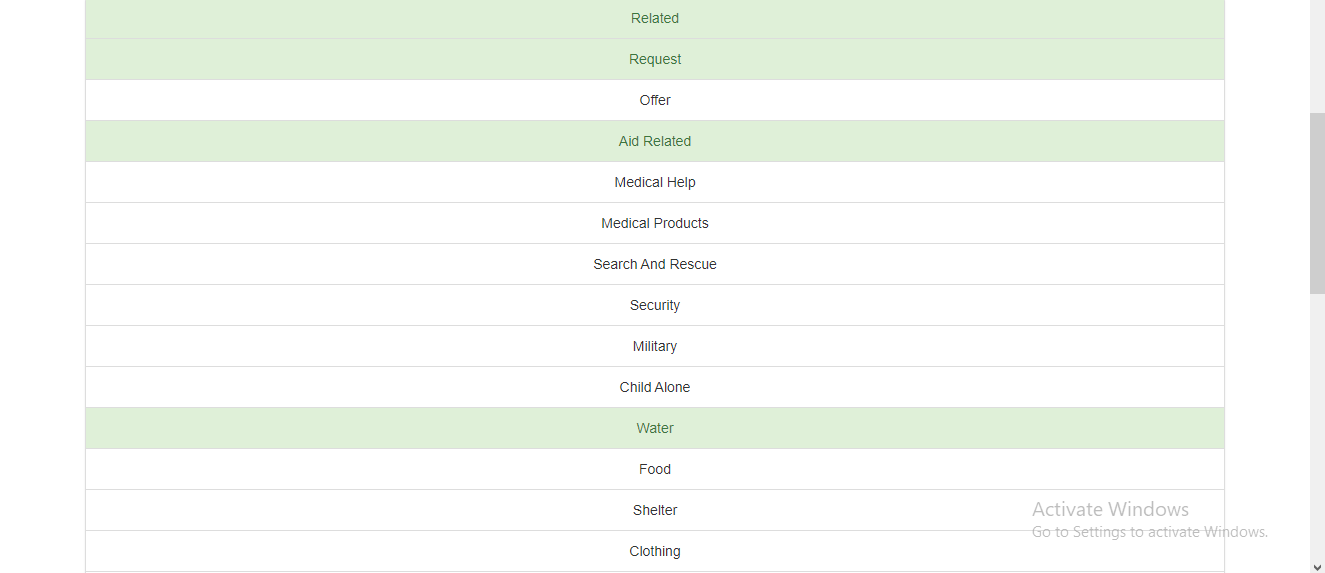 Related
Request
Offer
Aid Related
Medical Help
Medical Products
Search And Rescue
Security
Military
Child Alone
Water
Food
Shelter
Activate Windows
Go to Settings to activate Windows.
Clothing